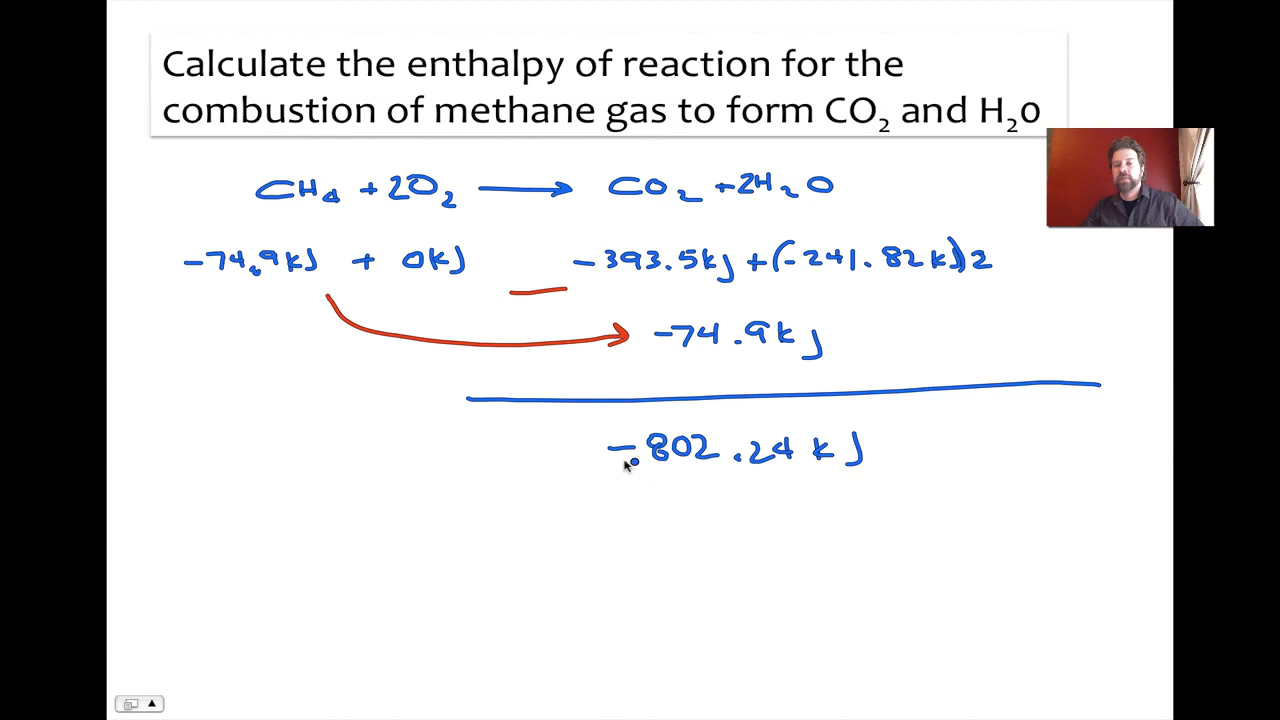 Calculate the enthalpy of reaction for the
combustion of methane gas to form CO₂ and H₂0
CH₄ + 2O₂ ⟶ CO₂ + 2H₂O
-74.9kJ + 0kJ - 393.5kJ + (-241.82kJ)2
-74.9kJ
-802.24 kJ